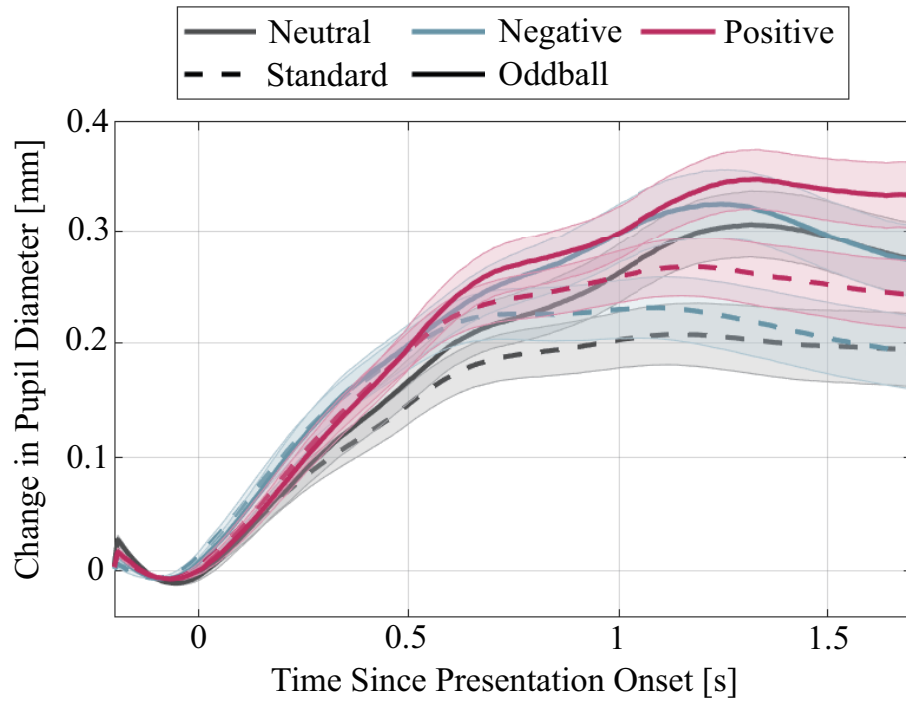 Neutral Negative Positive
Standard Oddball
Change in Pupil Diameter [mm]
0.4
0.3
0.2
0.1
0
0 0.5 1 1.5
Time Since Presentation Onset [s]